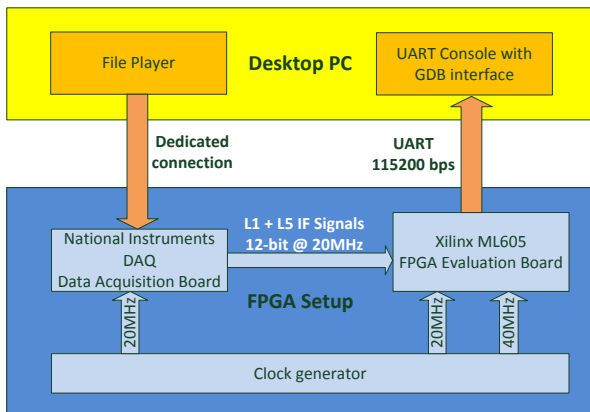 File Player
Desktop PC
UART Console with
GDB interface
Dedicated
connection
UART
115200 bps
L1 + L5 IF Signals
12-bit @ 20MHz
National Instruments
DAQ
Data Acquisition Board
Xilinx ML605
FPGA Evaluation Board
FPGA Setup
20MHz
20MHz
40MHz
Clock generator